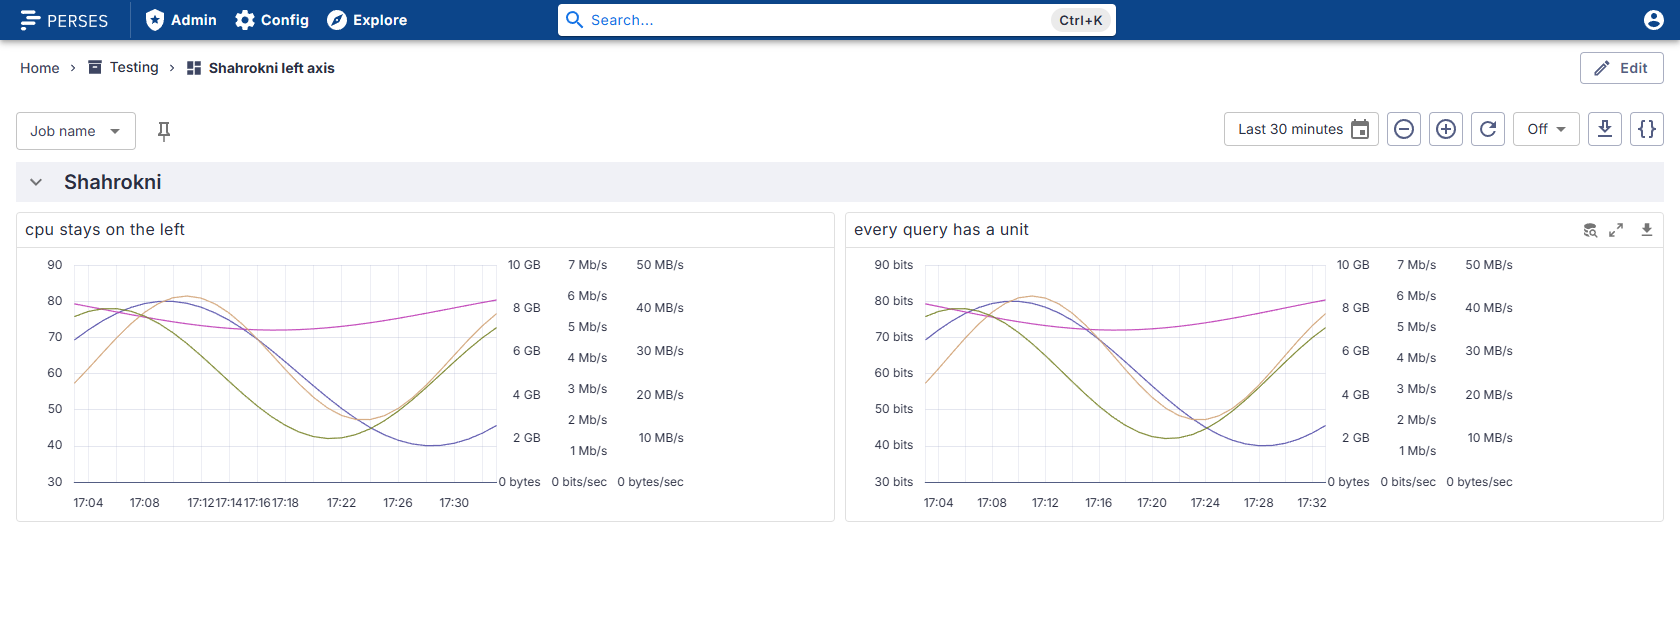 PERSES Admin Config Explore Search... Ctrl+K
Home › Testing › Shahrokni left axis Edit
Job name Last 30 minutes Off {}
Shahrokni
cpu stays on the left
90 10 GB 7 Mb/s 50 MB/s
6 Mb/s
80 8 GB 40 MB/s
5 Mb/s
70 6 GB 30 MB/s
4 Mb/s
60 4 GB 20 MB/s
3 Mb/s
50 2 Mb/s
40 2 GB 10 MB/s
1 Mb/s
30 0 bytes 0 bits/sec 0 bytes/sec
17:04 17:08 17:12 17:14 17:16 17:18 17:22 17:26 17:30
every query has a unit
90 bits 10 GB 7 Mb/s 50 MB/s
6 Mb/s
80 bits 8 GB 40 MB/s
5 Mb/s
70 bits 6 GB 30 MB/s
4 Mb/s
60 bits 4 GB 20 MB/s
3 Mb/s
50 bits 2 Mb/s
40 bits 2 GB 10 MB/s
1 Mb/s
30 bits 0 bytes 0 bits/sec 0 bytes/sec
17:04 17:08 17:12 17:16 17:20 17:24 17:28 17:32